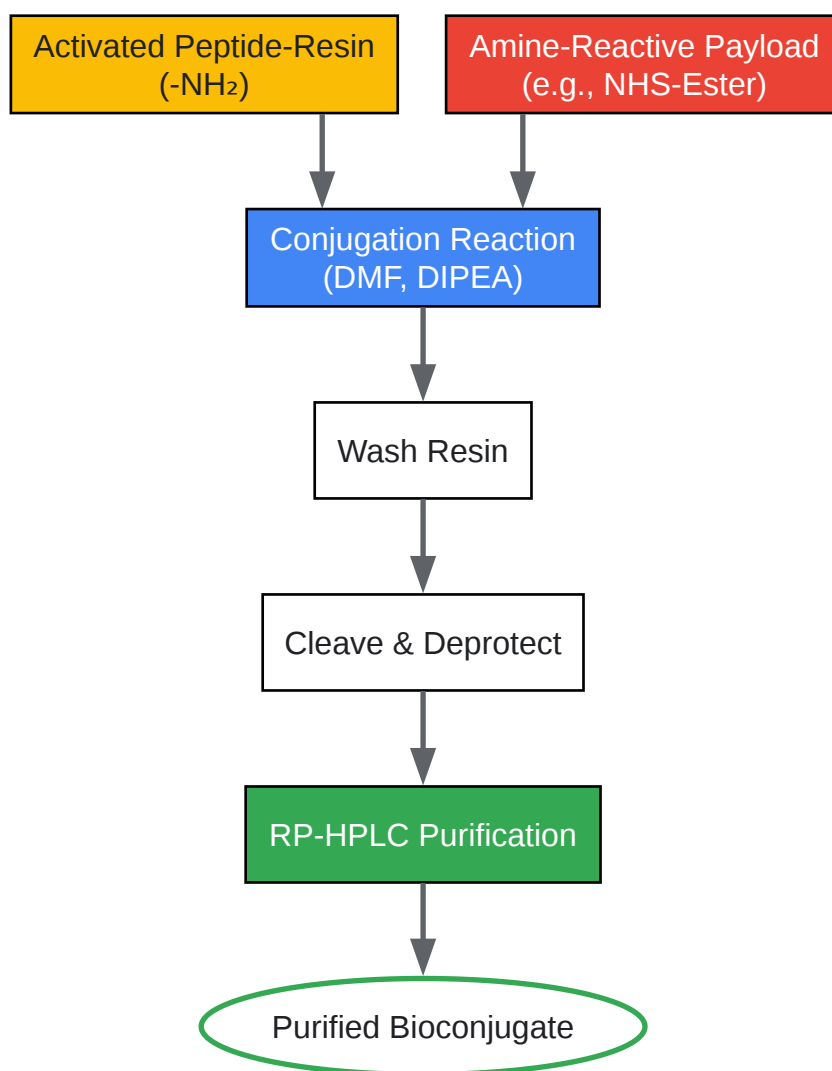 Activated Peptide-Resin
(-NH₂)
Amine-Reactive Payload
(e.g., NHS-Ester)
Conjugation Reaction
(DMF, DIPEA)
Wash Resin
Cleave & Deprotect
RP-HPLC Purification
Purified Bioconjugate